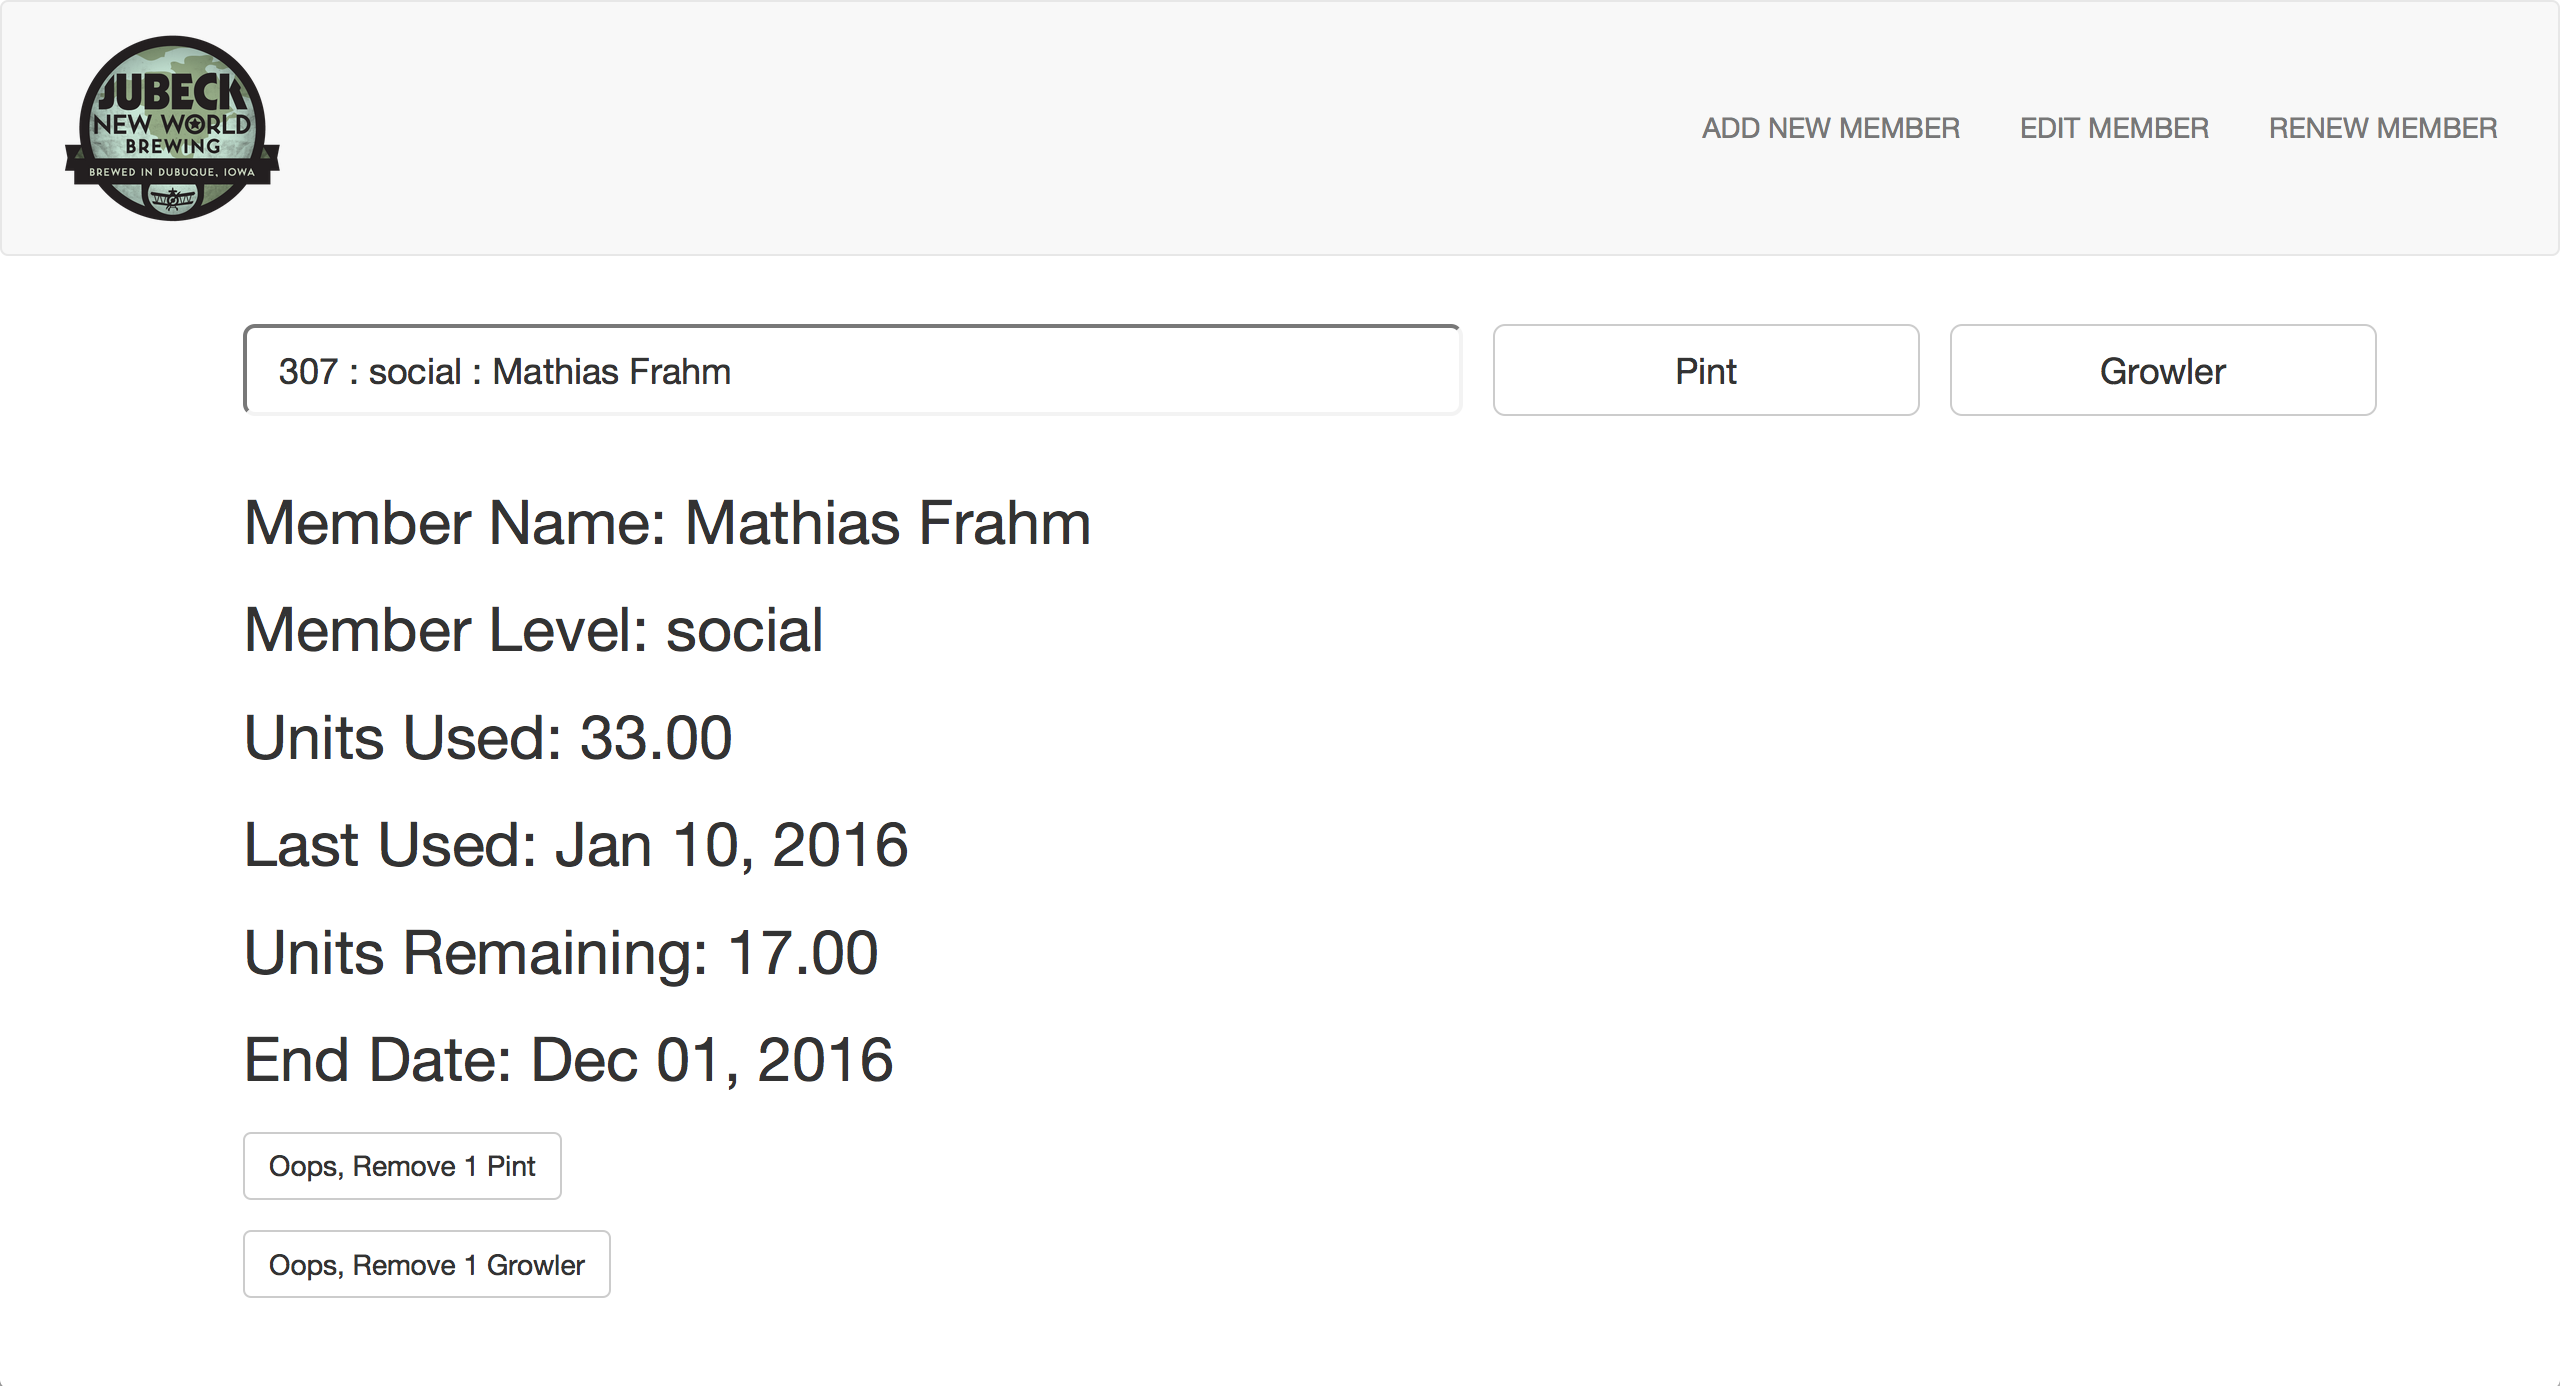 JUBECK
NEW WORLD
BREWING
BREWED IN DUBUQUE, IOWA
ADD NEW MEMBER EDIT MEMBER RENEW MEMBER
307 : social : Mathias Frahm Pint Growler
Member Name: Mathias Frahm
Member Level: social
Units Used: 33.00
Last Used: Jan 10, 2016
Units Remaining: 17.00
End Date: Dec 01, 2016
Oops, Remove 1 Pint
Oops, Remove 1 Growler